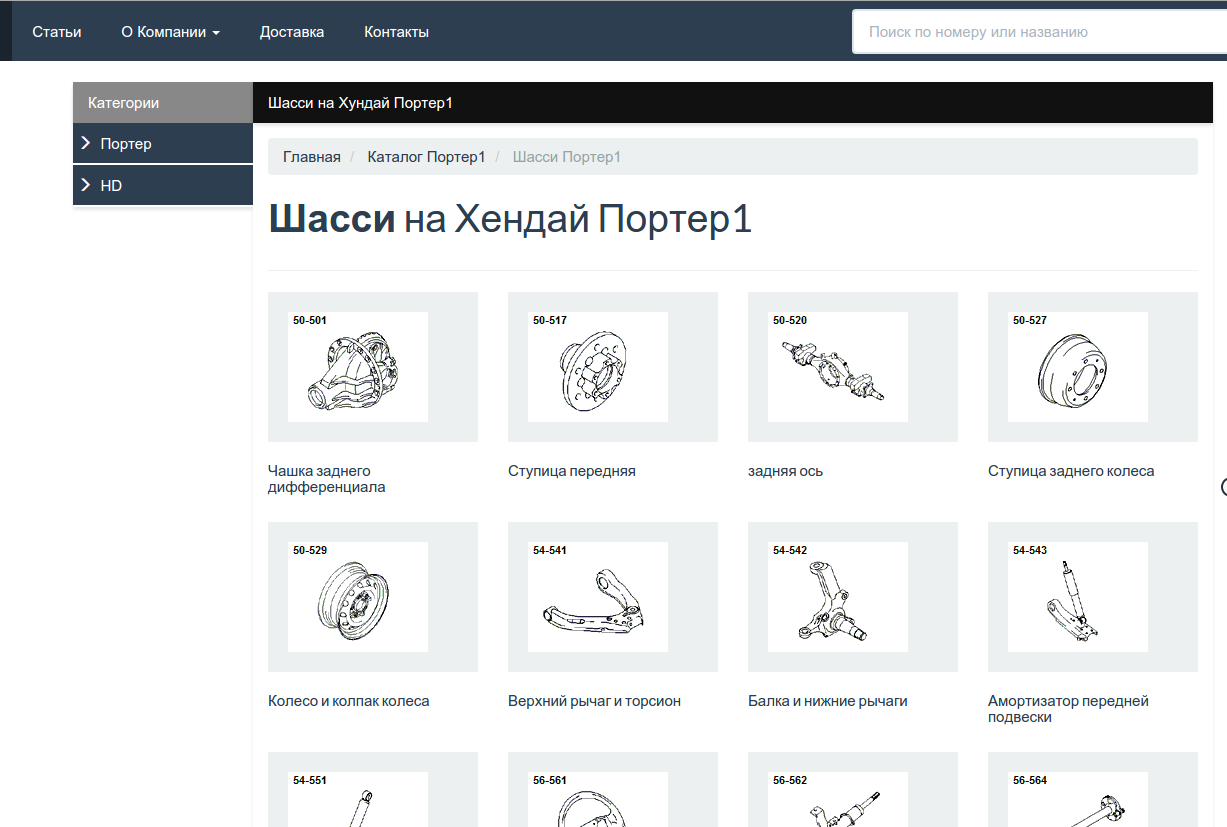 Статьи
О Компании
Доставка
Контакты
Поиск по номеру или названию
Категории
Портер
HD
Шасси на Хундай Портер1
Главная / Каталог Портер1 / Шасси Портер1
Шасси на Хендай Портер1
50-501
50-517
50-520
50-527
Чашка заднего
дифференциала
Ступица передняя
задняя ось
Ступица заднего колеса
50-529
54-541
54-542
54-543
Колесо и колпак колеса
Верхний рычаг и торсион
Балка и нижние рычаги
Амортизатор передней
подвески
54-551
56-561
56-562
56-564